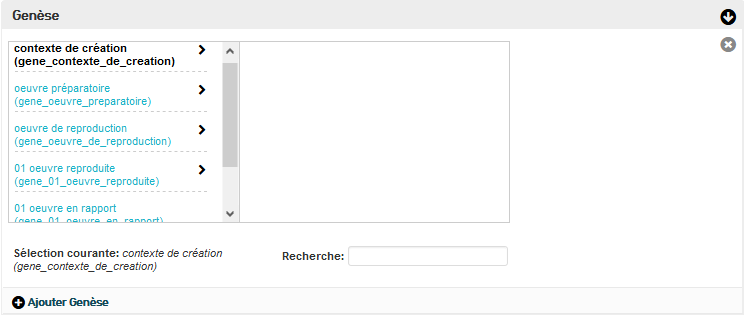 Genèse
contexte de création
(gene_contexte_de_creation)
oeuvre préparatoire
(gene_oeuvre_preparatoire)
oeuvre de reproduction
(gene_oeuvre_de_reproduction)
01 oeuvre reproduite
(gene_01_oeuvre_reproduite)
01 oeuvre en rapport
(gene_01_oeuvre_en_rapport)
Sélection courante: contexte de création
(gene_contexte_de_creation)
Recherche:
Ajouter Genèse